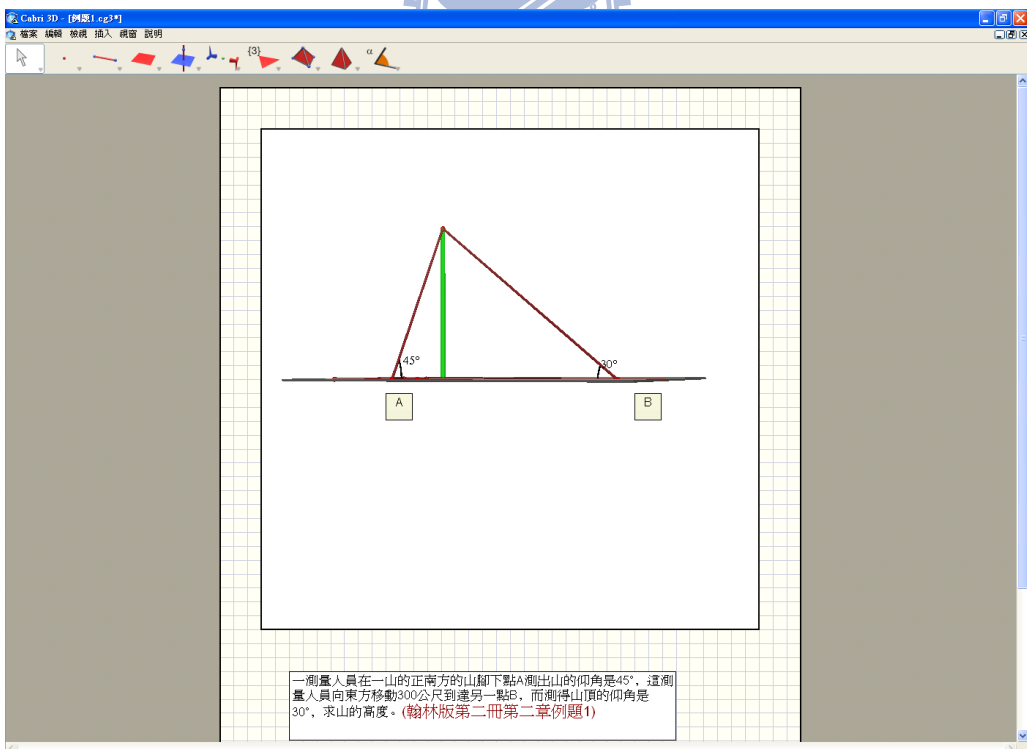 Cabri 3D - [例題1.cg3*]
檔案 編輯 檢視 插入 視窗 說明
{3}
α
45°
30°
A
B
一測量人員在一山的正南方的山腳下點A測出山的仰角是45°, 這測
量人員向東方移動300公尺到達另一點B, 而測得山頂的仰角是
30°, 求山的高度。(翰林版第二冊第二章例題1)